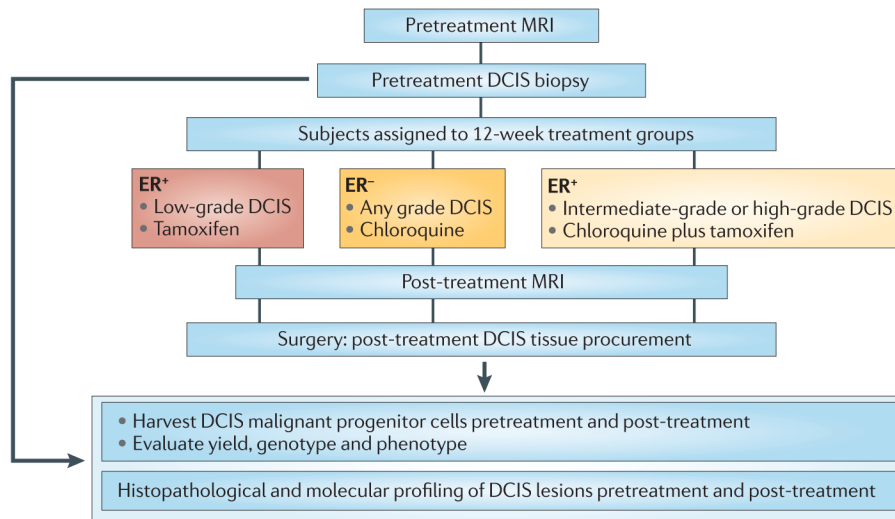 Pretreatment MRI
Pretreatment DCIS biopsy
Subjects assigned to 12-week treatment groups
ER⁺
• Low-grade DCIS
• Tamoxifen
ER⁻
• Any grade DCIS
• Chloroquine
ER⁺
• Intermediate-grade or high-grade DCIS
• Chloroquine plus tamoxifen
Post-treatment MRI
Surgery: post-treatment DCIS tissue procurement
• Harvest DCIS malignant progenitor cells pretreatment and post-treatment
• Evaluate yield, genotype and phenotype
Histopathological and molecular profiling of DCIS lesions pretreatment and post-treatment